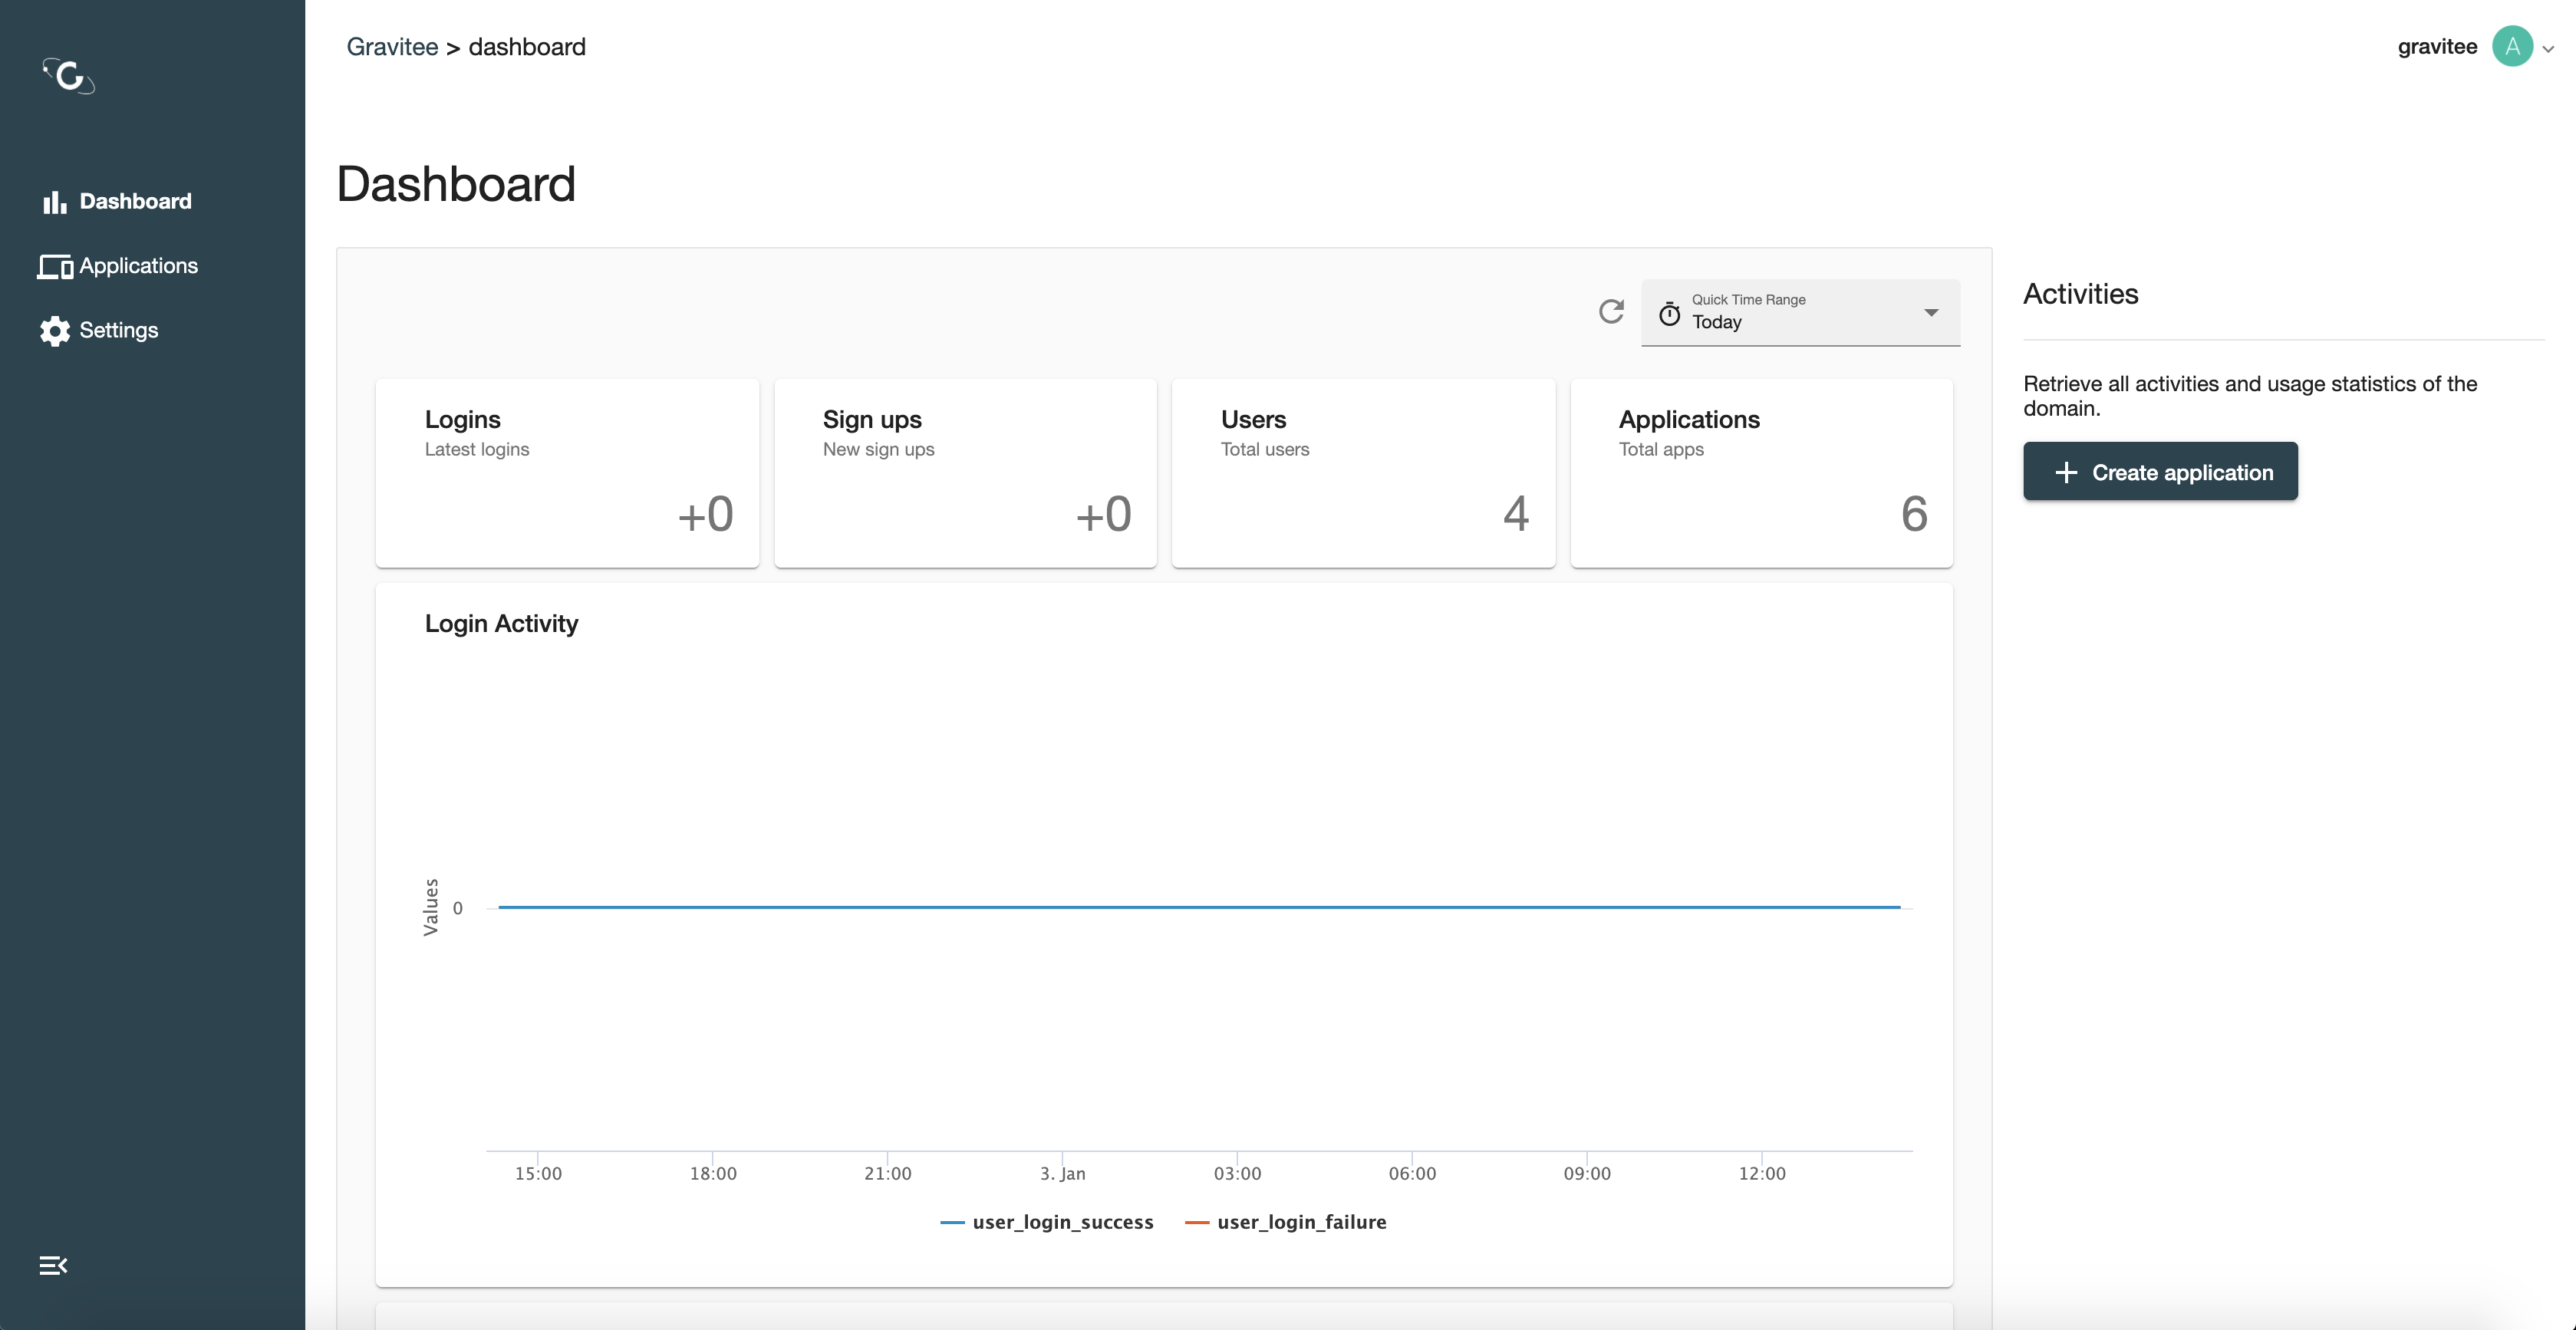 Gravitee > dashboard
gravitee A
Dashboard
Applications
Settings
Dashboard
Quick Time Range
Today
Logins
Latest logins
+0
Sign ups
New sign ups
+0
Users
Total users
4
Applications
Total apps
6
Login Activity
Values
0
15:00 18:00 21:00 3. Jan 03:00 06:00 09:00 12:00
user_login_success user_login_failure
Activities
Retrieve all activities and usage statistics of the
domain.
Create application